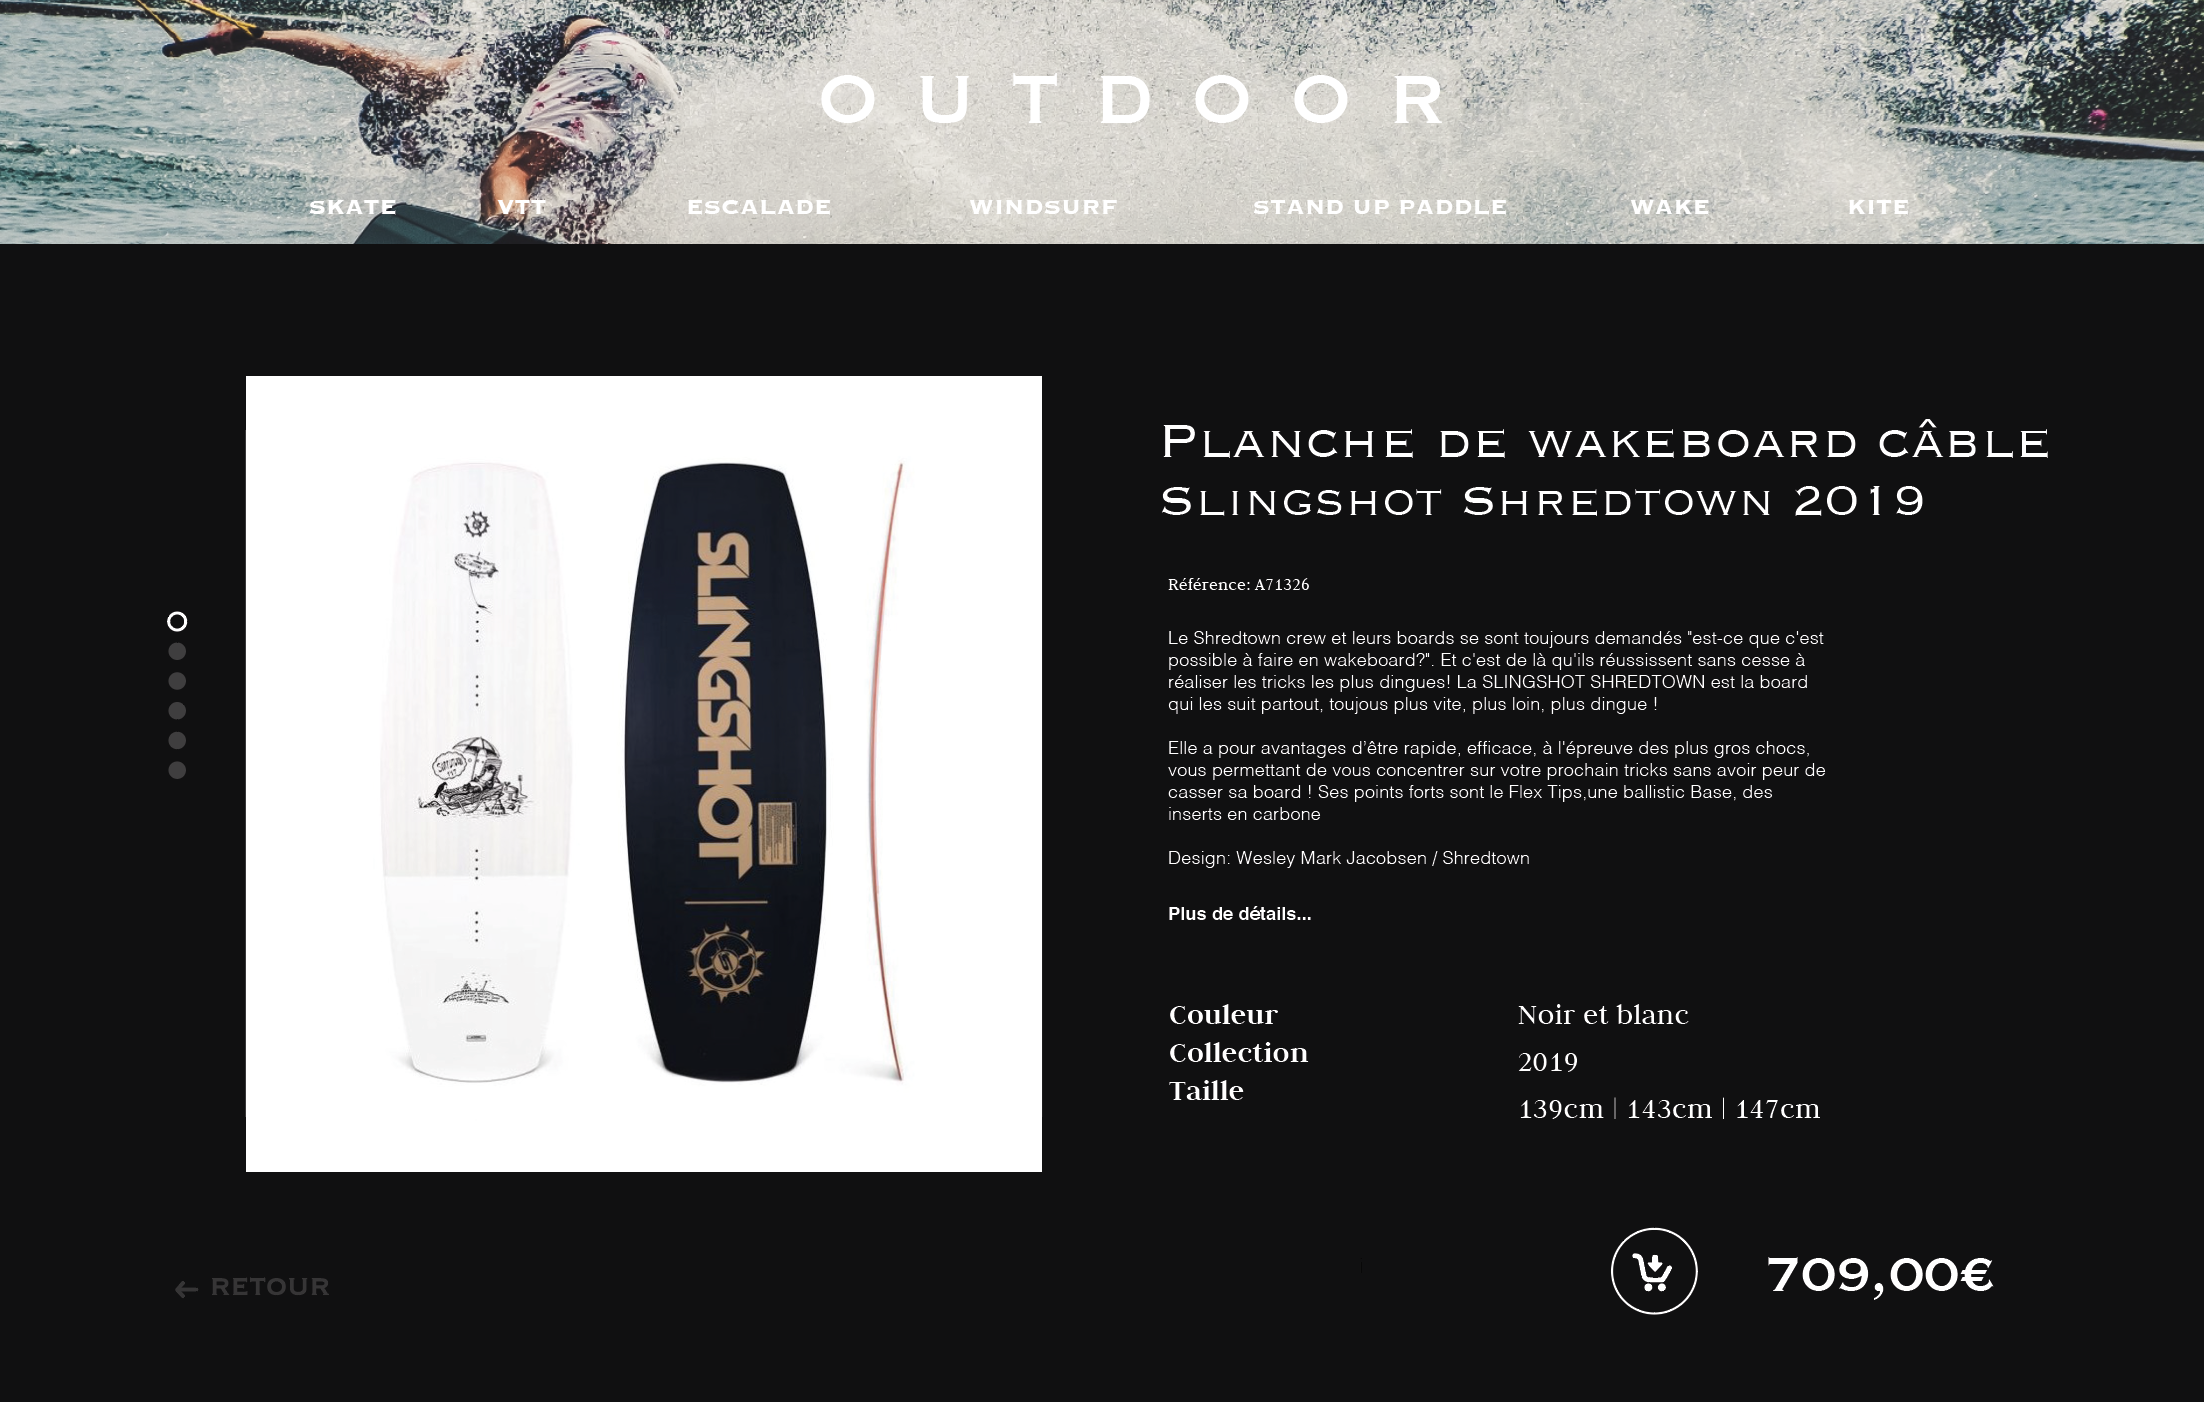 OUTDOOR
SKATE VTT ESCALADE WINDSURF STAND UP PADDLE WAKE KITE
Planche de wakeboard câble
Slingshot Shredtown 2019
Référence: A71326
Le Shredtown crew et leurs boards se sont toujours demandés "est-ce que c'est
possible à faire en wakeboard?". Et c'est de là qu'ils réussissent sans cesse à
réaliser les tricks les plus dingues! La SLINGSHOT SHREDTOWN est la board
qui les suit partout, toujous plus vite, plus loin, plus dingue !
Elle a pour avantages d’être rapide, efficace, à l'épreuve des plus gros chocs,
vous permettant de vous concentrer sur votre prochain tricks sans avoir peur de
casser sa board ! Ses points forts sont le Flex Tips,une ballistic Base, des
inserts en carbone
Design: Wesley Mark Jacobsen / Shredtown
Plus de détails...
Couleur Noir et blanc
Collection 2019
Taille 139cm | 143cm | 147cm
SLINGSHOT
RETOUR
709,00€